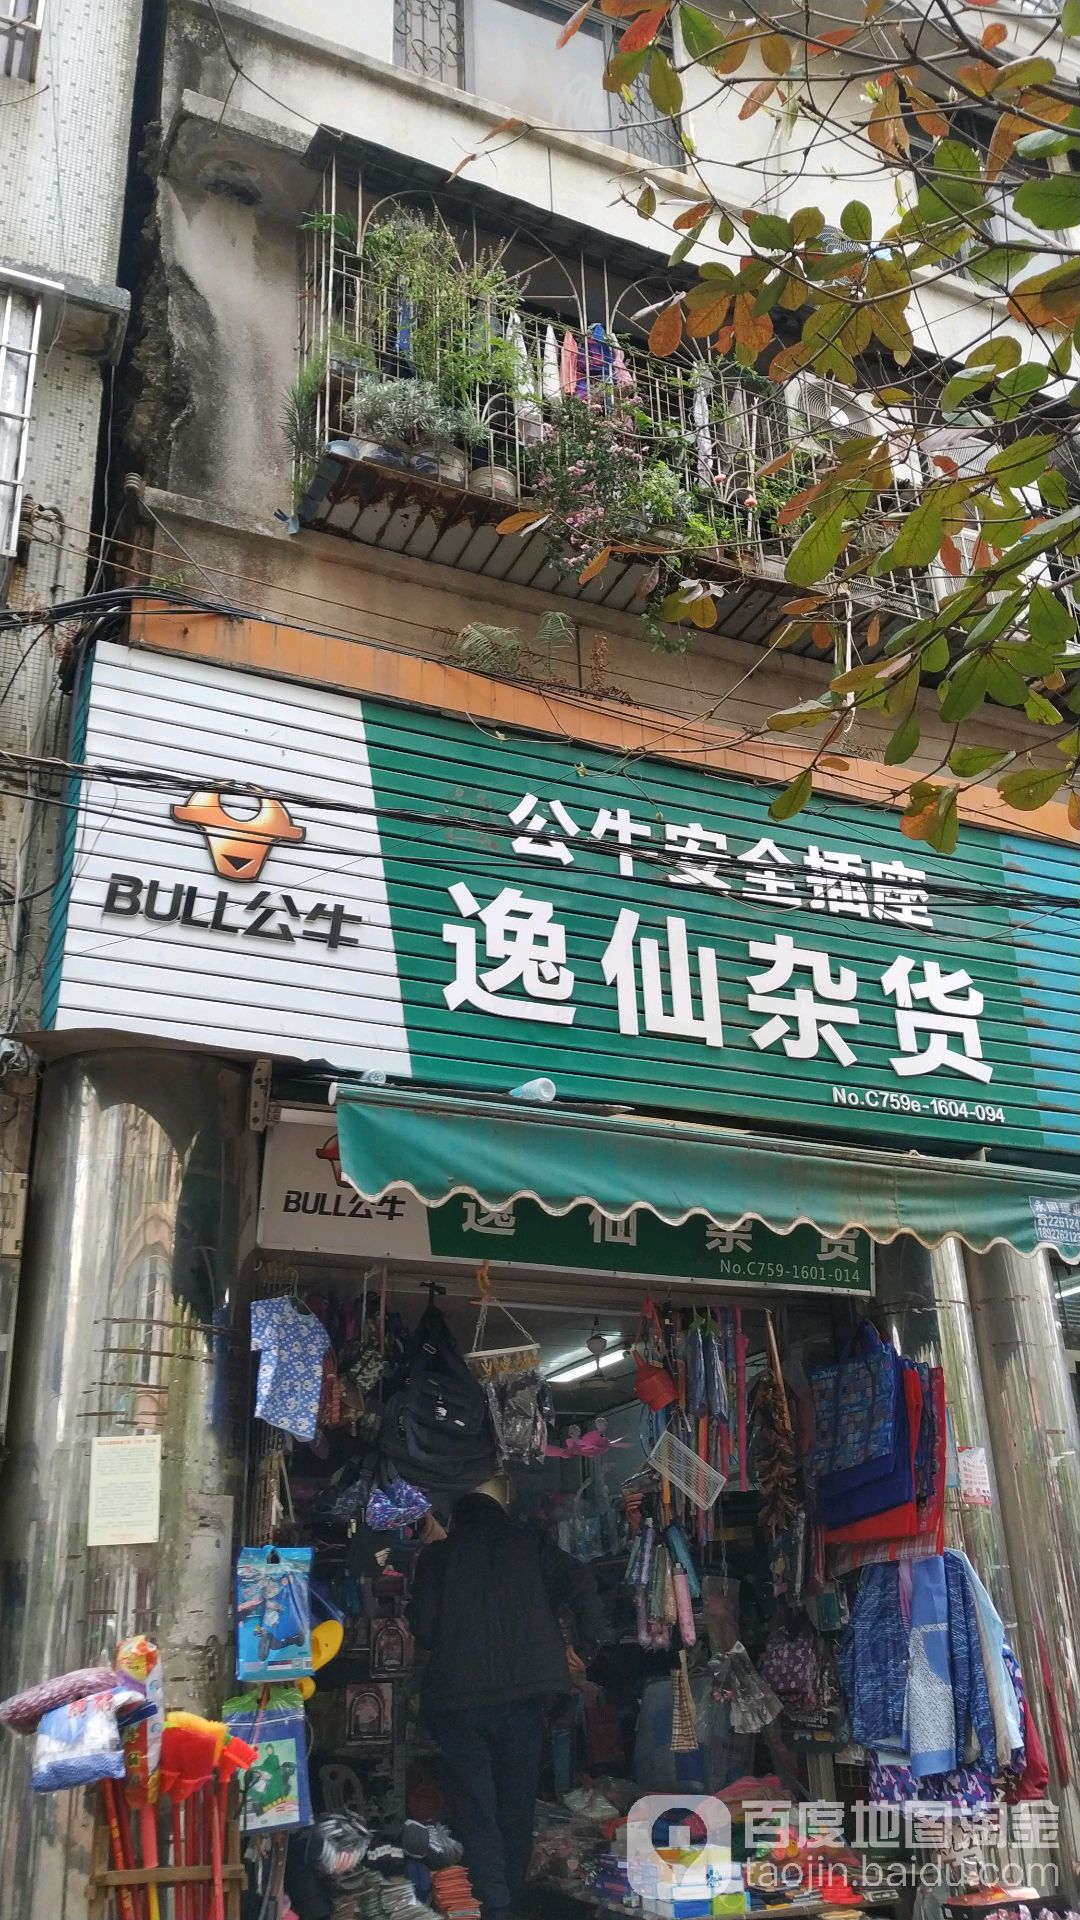 公牛安全插座
BULL公牛
逸仙杂货
No.C759e-1604-094
BULL公牛
逸仙杂货
No.C759-1601-014
百度地图淘金
taojin.baidu.com